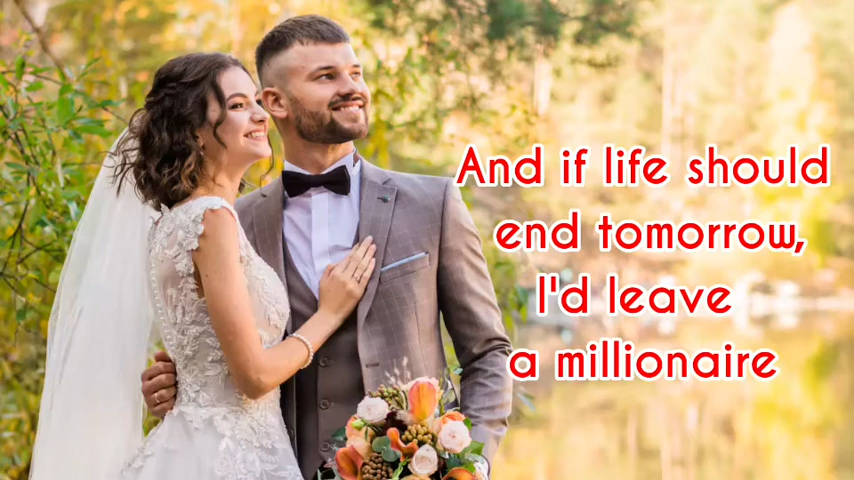 And if life should
end tomorrow,
I'd leave
a millionaire